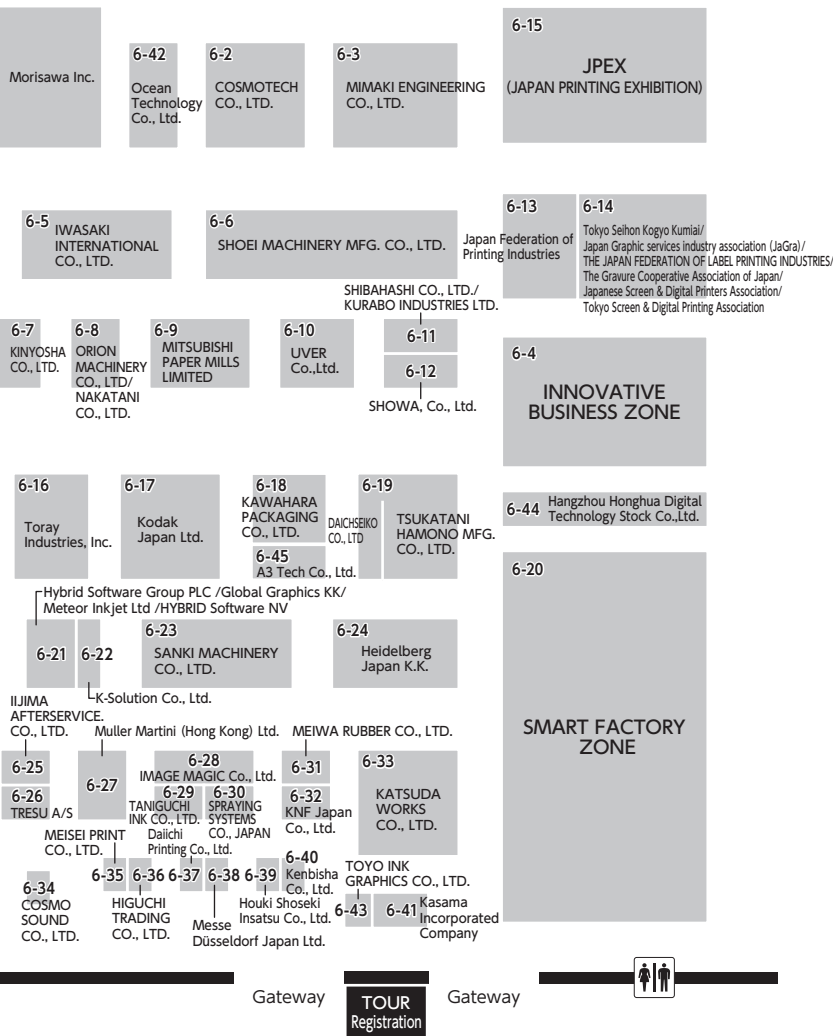 Morisawa Inc.
6-42
Ocean
Technology
Co., Ltd.
6-2
COSMOTECH
CO., LTD.
6-3
MIMAKI ENGINEERING
CO., LTD.
6-15
JPEX
(JAPAN PRINTING EXHIBITION)
6-5
IWASAKI
INTERNATIONAL
CO., LTD.
6-6
SHOEI MACHINERY MFG. CO., LTD.
6-13
Japan Federation of
Printing Industries
6-14
Tokyo Seihon Kogyo Kumiai/
Japan Graphic services industry association (JaGra)/
THE JAPAN FEDERATION OF LABEL PRINTING INDUSTRIES/
The Gravure Cooperative Association of Japan/
Japanese Screen & Digital Printers Association/
Tokyo Screen & Digital Printing Association
6-7
KINYOSHA
CO., LTD.
6-8
ORION
MACHINERY
CO., LTD/
NAKATANI
CO., LTD.
6-9
MITSUBISHI
PAPER MILLS
LIMITED
6-10
UVER
Co.,Ltd.
SHIBAHASHI CO., LTD./
KURABO INDUSTRIES LTD.
6-11
6-12
SHOWA, Co., Ltd.
6-4
INNOVATIVE
BUSINESS ZONE
6-16
Toray
Industries, Inc.
6-17
Kodak
Japan Ltd.
6-18
KAWAHARA
PACKAGING
CO., LTD.
6-45
A3 Tech Co., Ltd.
6-19
DAICHSEIKO
CO., LTD
TSUKATANI
HAMONO MFG.
CO., LTD.
6-44
Hangzhou Honghua Digital
Technology Stock Co.,Ltd.
6-20
SMART FACTORY
ZONE
Hybrid Software Group PLC /Global Graphics KK/
Meteor Inkjet Ltd /HYBRID Software NV
6-21
6-22
K-Solution Co., Ltd.
6-23
SANKI MACHINERY
CO., LTD.
6-24
Heidelberg
Japan K.K.
IIJIMA
AFTERSERVICE.
CO., LTD.
6-25
6-26
TRESU A/S
Muller Martini (Hong Kong) Ltd.
6-27
6-28
IMAGE MAGIC Co., Ltd.
6-29
TANIGUCHI
INK CO., LTD.
6-30
SPRAYING
SYSTEMS
CO., JAPAN
MEIWA RUBBER CO., LTD.
6-31
6-32
KNF Japan
Co., Ltd.
6-33
KATSUDA
WORKS
CO., LTD.
6-34
COSMO
SOUND
CO., LTD.
MEISEI PRINT
CO., LTD.
6-35
6-36
HIGUCHI
TRADING
CO., LTD.
Daiichi
Printing Co., Ltd.
6-37
6-38
Messe
Düsseldorf Japan Ltd.
6-39
Houki Shoseki
Insatsu Co., Ltd.
6-40
Kenbisha
Co., Ltd.
TOYO INK
GRAPHICS CO., LTD.
6-43
6-41
Kasama
Incorporated
Company
Gateway
TOUR
Registration
Gateway